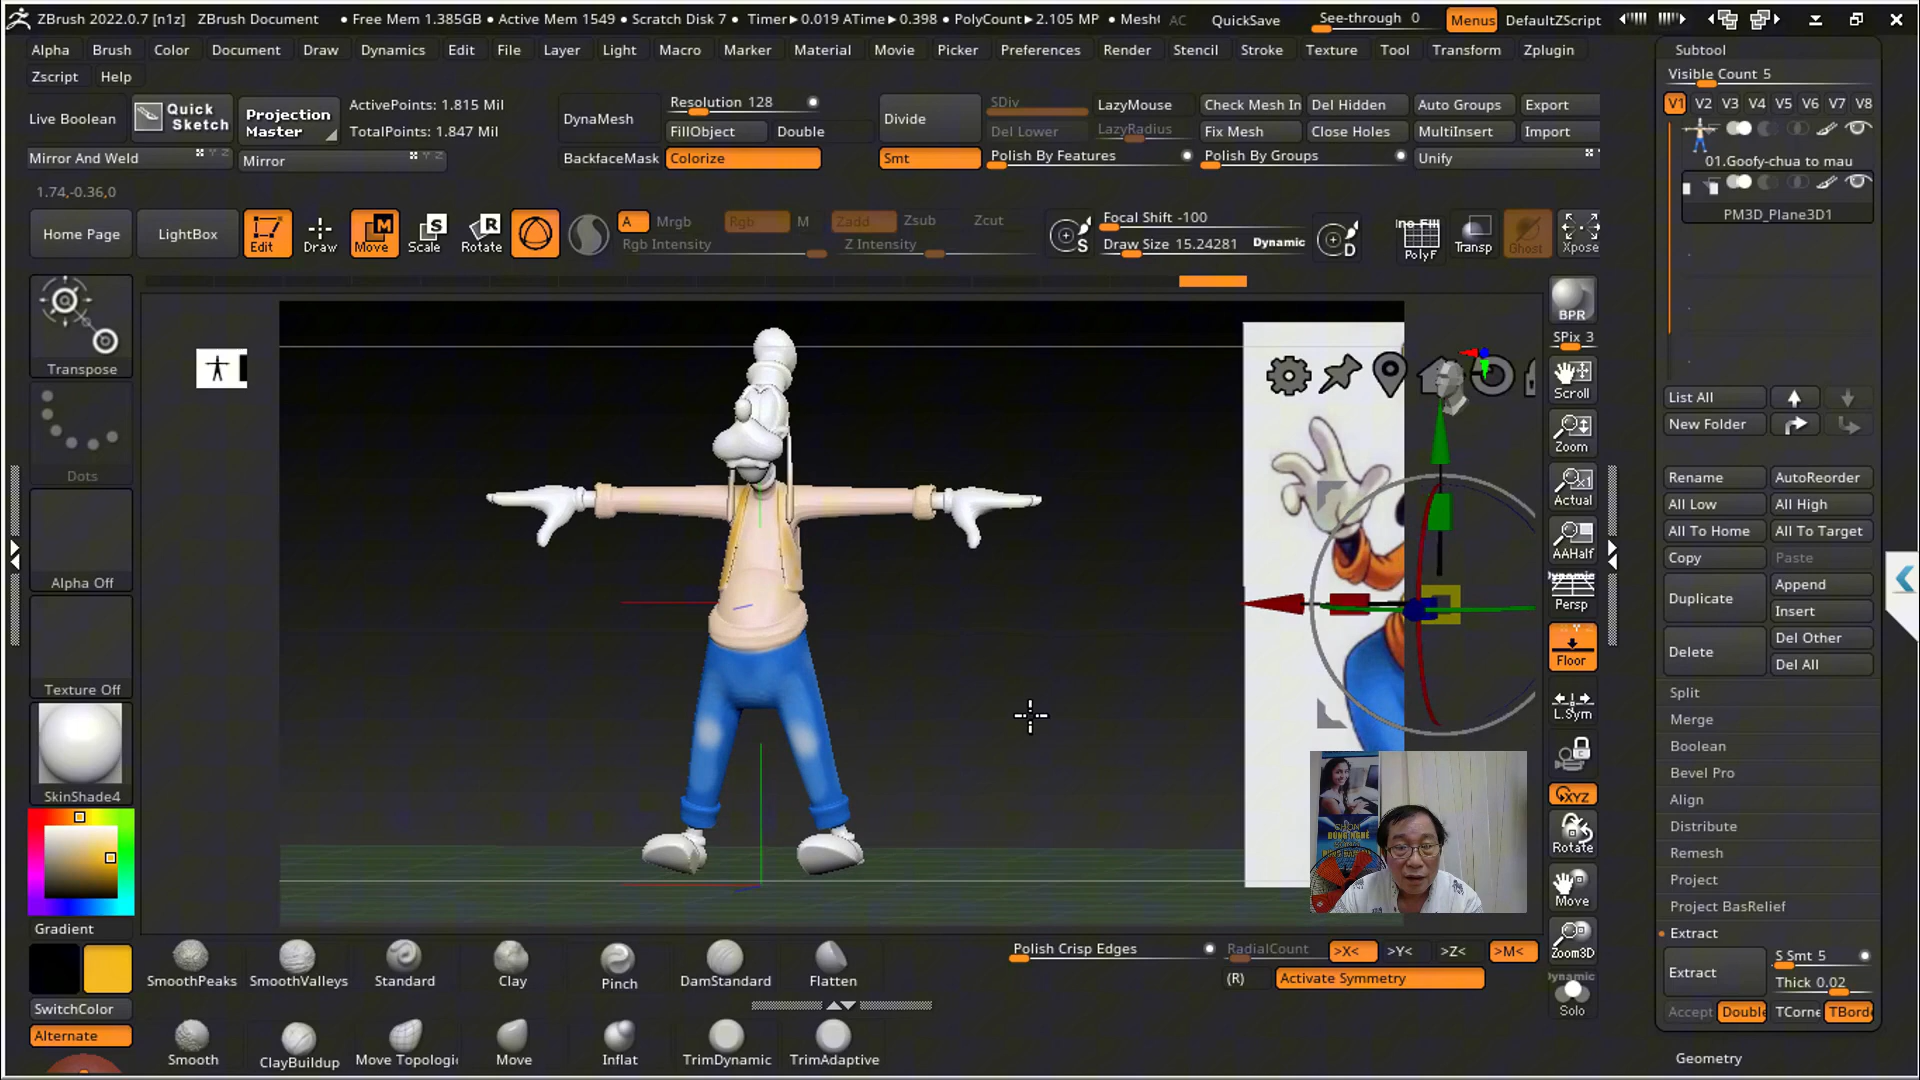 ZBrush 2022.0.7 [n1z] ZBrush Document • Free Mem 1.385GB • Active Mem 1549 • Scratch Disk 7 • Timer▸0.019 ATime▸0.398 • PolyCount▸2.105 MP • Mesh AC QuickSave See-through 0 Menus DefaultZScript
Alpha Brush Color Document Draw Dynamics Edit File Layer Light Macro Marker Material Movie Picker Preferences Render Stencil Stroke Texture Tool Transform Zplugin
Zscript Help
Live Boolean
Quick Sketch
Projection Master
ActivePoints: 1.815 Mil
TotalPoints: 1.847 Mil
DynaMesh
Resolution 128
FillObject Double
BackfaceMask Colorize
Divide
Smt
SDiv
Del Lower
LazyMouse
LazyRadius
Polish By Features
Check Mesh In Del Hidden Auto Groups Export
Fix Mesh Close Holes MultiInsert Import
Polish By Groups Unify
Mirror And Weld Mirror
1.74,-0.36,0
Home Page LightBox Edit Draw Move Scale Rotate
A Mrgb Rgb M Zadd Zsub Zcut
Rgb Intensity Z Intensity
S
Focal Shift -100
Draw Size 15.24281 Dynamic
D
PolyF Transp Ghost Xpose
Transpose
Dots
Alpha Off
Texture Off
SkinShade4
Gradient
SwitchColor
Alternate
BPR
SPix 3
Scroll
Zoom
Actual
AAHalf
Dynamic
Persp
Floor
L.Sym
XYZ
Rotate
Move
Zoom3D
Dynamic
Solo
Subtool
Visible Count 5
V1 V2 V3 V4 V5 V6 V7 V8
01.Goofy-chua to mau
PM3D_Plane3D1
List All
New Folder
Rename AutoReorder
All Low All High
All To Home All To Target
Copy Paste
Duplicate Append
Insert
Delete Del Other
Del All
Split
Merge
Boolean
Bevel Pro
Align
Distribute
Remesh
Project
Project BasRelief
Extract
Extract S Smt 5
Thick 0.02
Accept Doubl TCorne TBord
Geometry
SmoothPeaks SmoothValleys Standard Clay Pinch DamStandard Flatten
Smooth ClayBuildup Move Topologi Move Inflat TrimDynamic TrimAdaptive
Polish Crisp Edges RadialCount >X< >Y< >Z< >M<
(R) Activate Symmetry